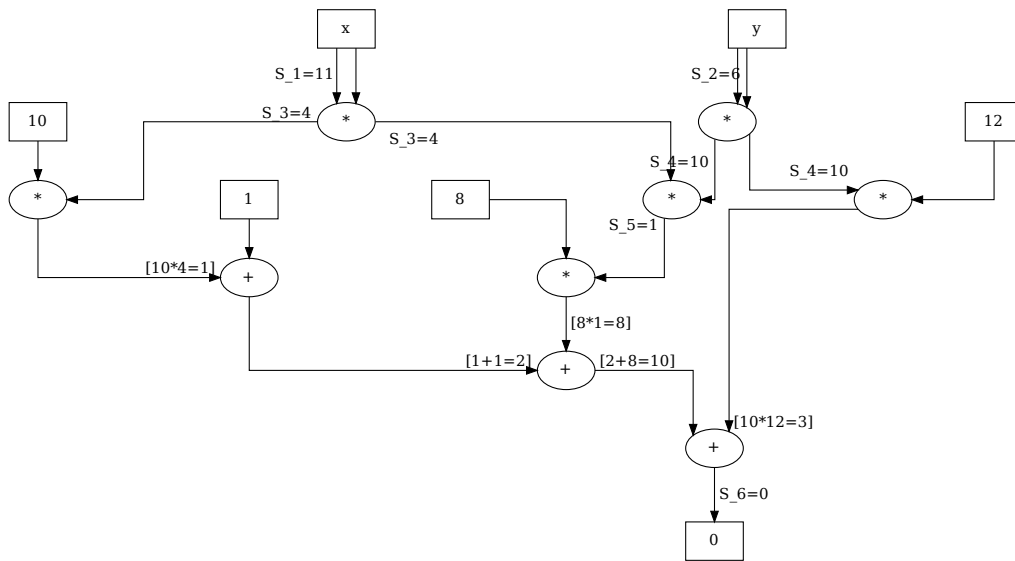 x
y
S_1=11
S_2=6
10
S_3=4
*
S_3=4
*
12
S_4=10
S_4=10
*
1
8
*
*
S_5=1
[10*4=1]
+
*
[8*1=8]
[1+1=2]
+
[2+8=10]
[10*12=3]
+
S_6=0
0